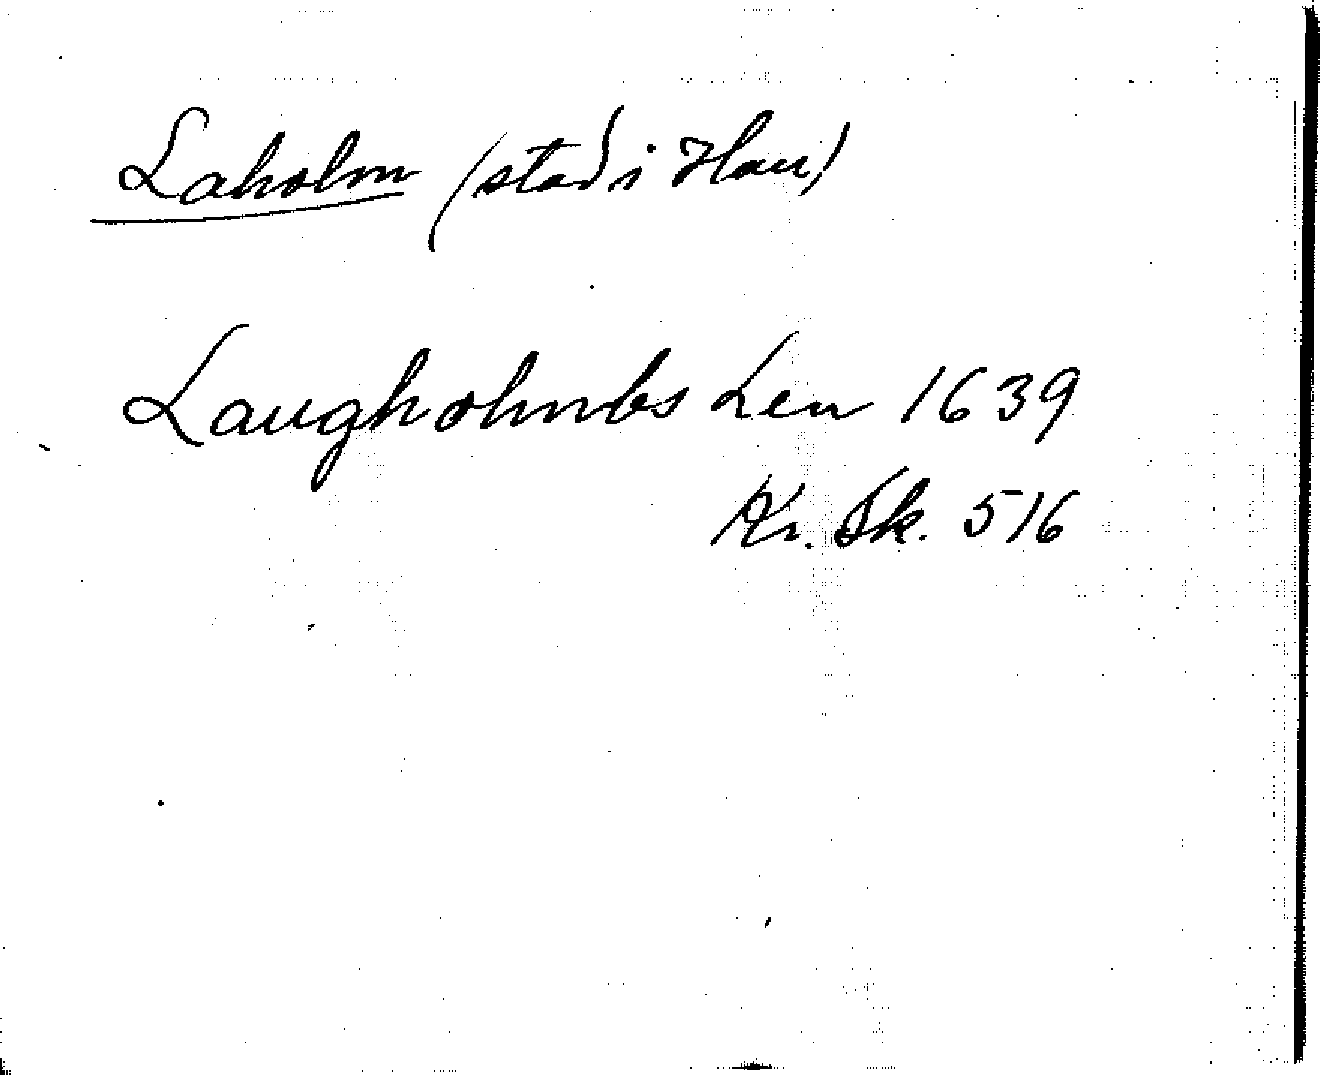 Laholm (stad i Hall)
Laugholmbs Len 1639
Kr. Sk. 516